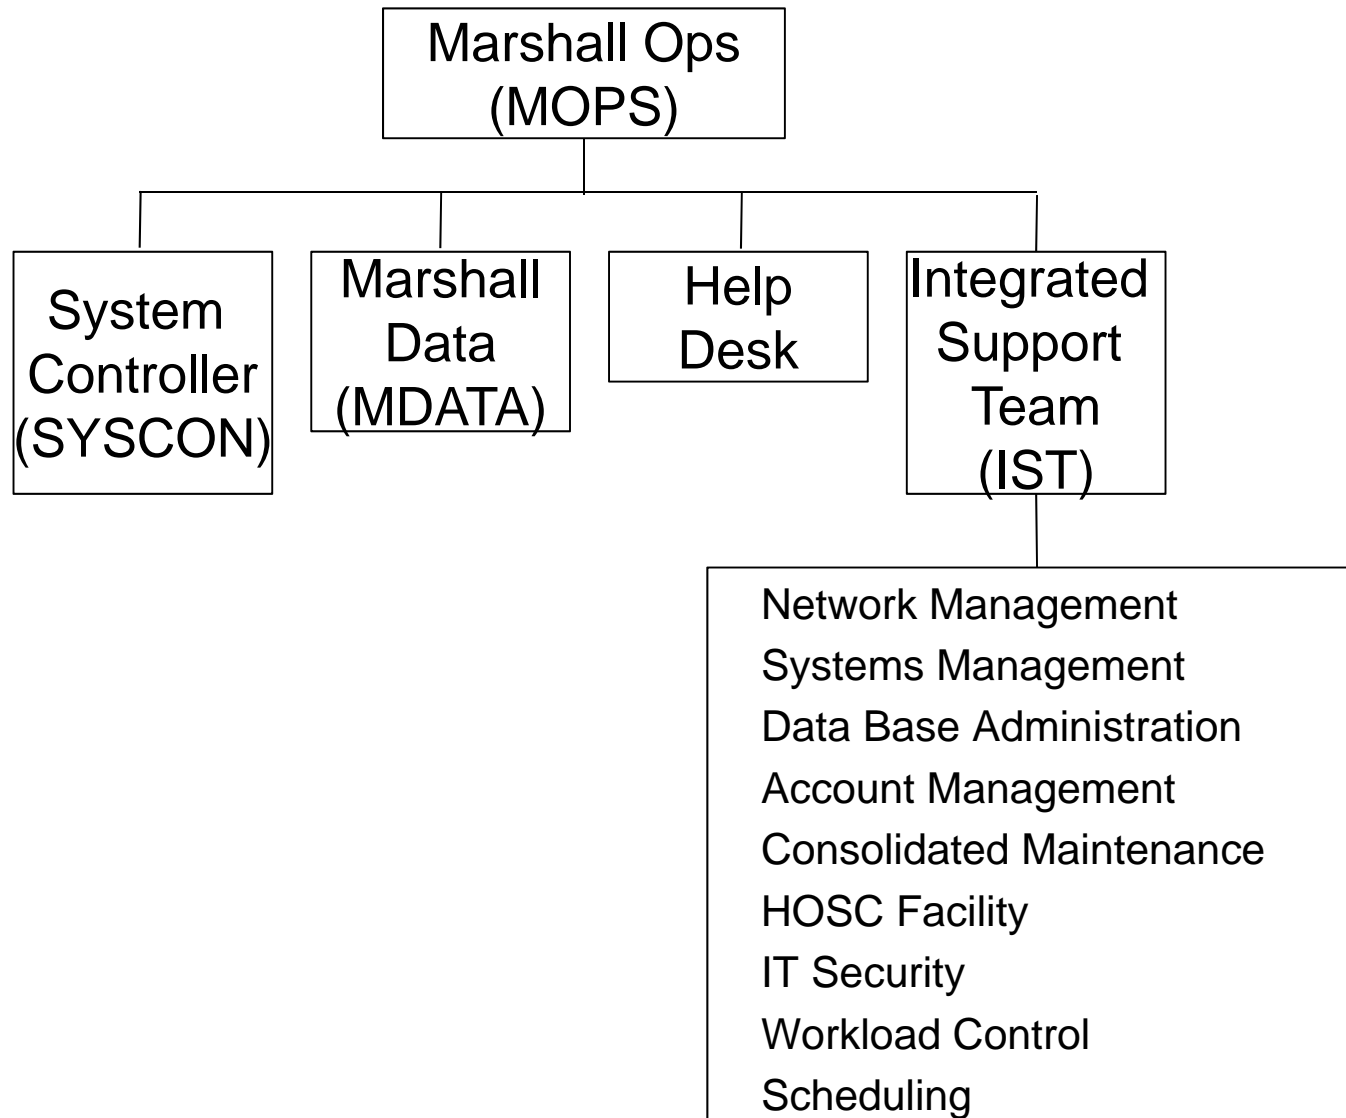 Marshall Ops
(MOPS)
System
Controller
(SYSCON)
Marshall
Data
(MDATA)
Help
Desk
Integrated
Support
Team
(IST)
Network Management
Systems Management
Data Base Administration
Account Management
Consolidated Maintenance
HOSC Facility
IT Security
Workload Control
Scheduling